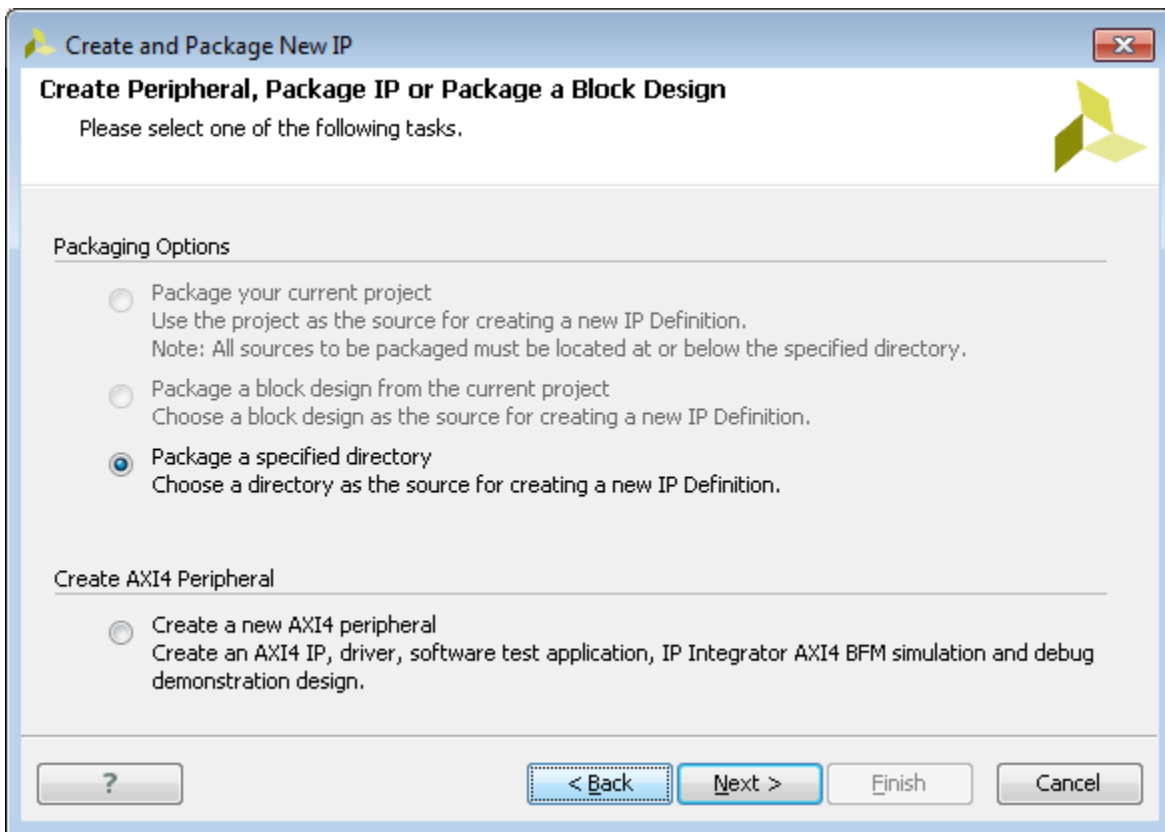 Create and Package New IP
Create Peripheral, Package IP or Package a Block Design
Please select one of the following tasks.
Packaging Options
Package your current project
Use the project as the source for creating a new IP Definition.
Note: All sources to be packaged must be located at or below the specified directory.
Package a block design from the current project
Choose a block design as the source for creating a new IP Definition.
Package a specified directory
Choose a directory as the source for creating a new IP Definition.
Create AXI4 Peripheral
Create a new AXI4 peripheral
Create an AXI4 IP, driver, software test application, IP Integrator AXI4 BFM simulation and debug
demonstration design.
? < Back Next > Finish Cancel